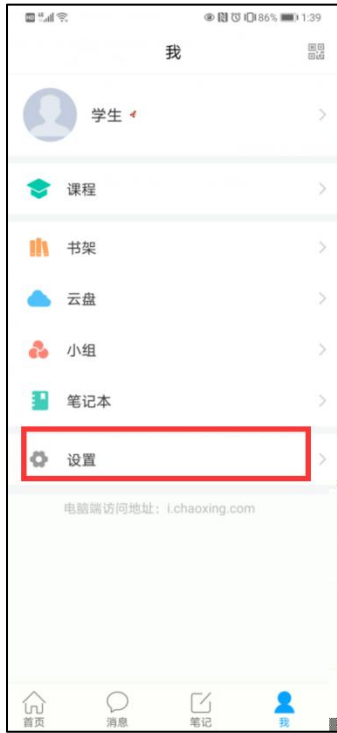 86% 1:39
我
学生
课程
书架
云盘
小组
笔记本
设置
电脑端访问地址：i.chaoxing.com
首页 消息 笔记 我